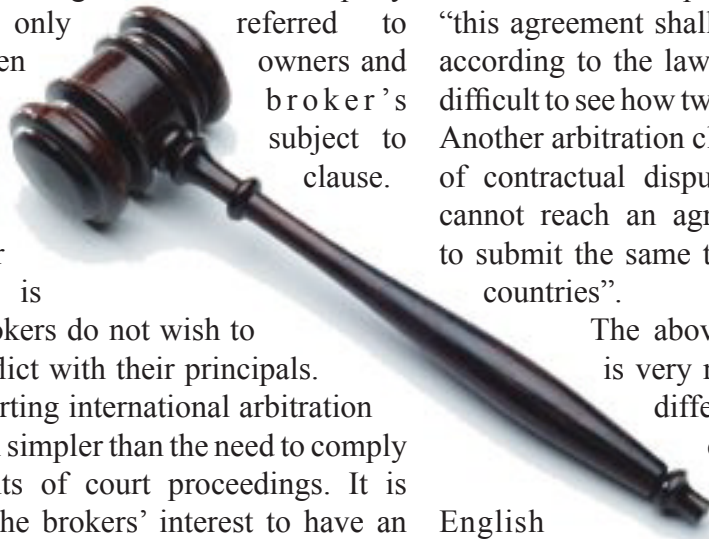 only referred to
en owners and
broker's
subject to
clause.
r
is
okers do not wish to
lict with their principals.
rting international arbitration
simpler than the need to comply
ts of court proceedings. It is
he brokers’ interest to have an
“this agreement shall
according to the law
difficult to see how tw
Another arbitration cl
of contractual dispu
cannot reach an agr
to submit the same t
countries”.
The abov
is very r
diffe
English